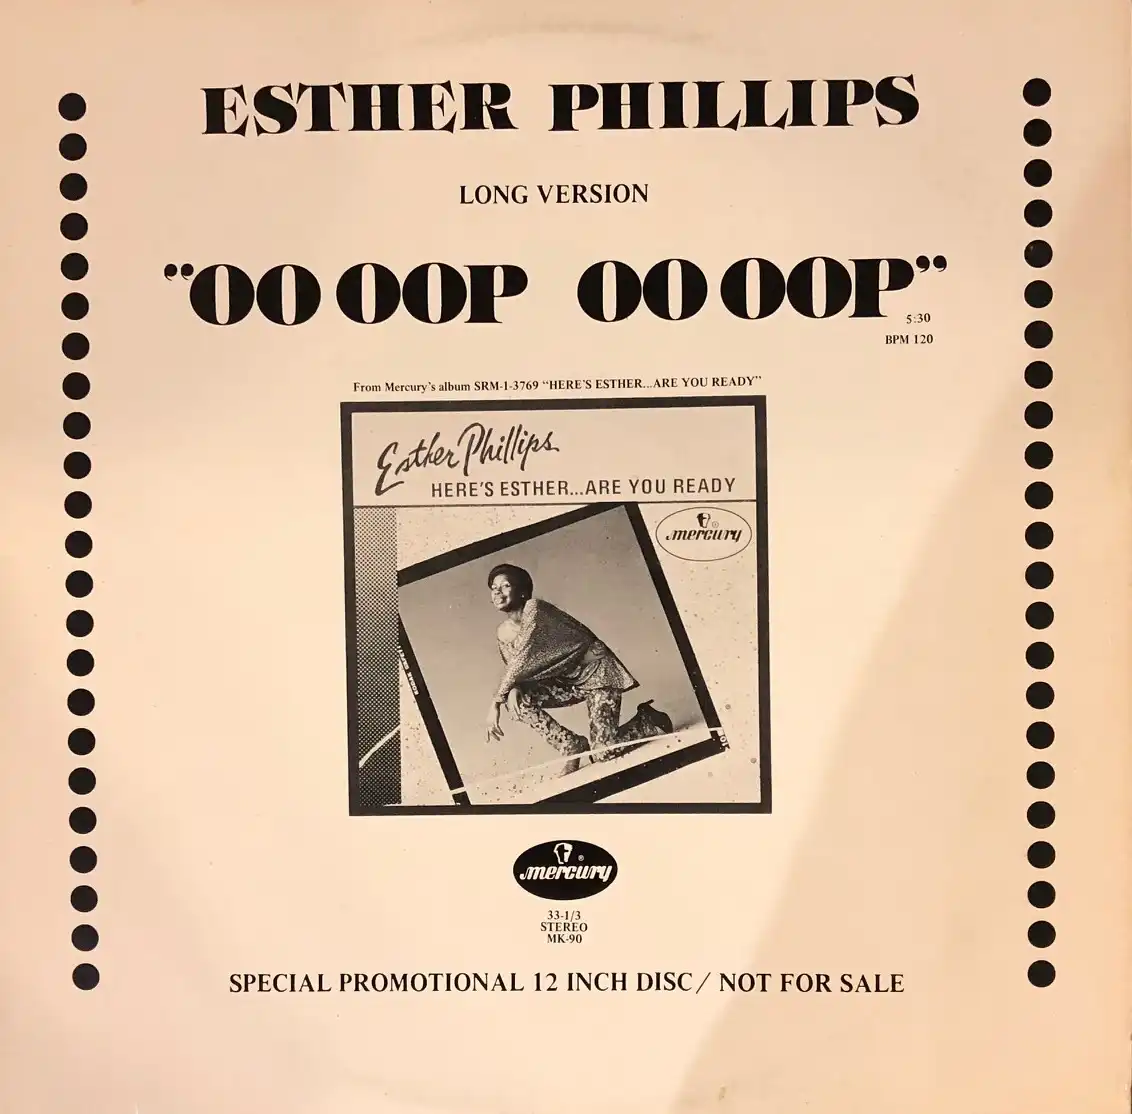 ESTHER PHILLIPS
LONG VERSION
"OO OOP OO OOP"
5:30
BPM 120
From Mercury's album SRM-1-3769 "HERE'S ESTHER...ARE YOU READY"
Esther Phillips
HERE'S ESTHER...ARE YOU READY
mercury
mercury
33-1/3
STEREO
MK-90
SPECIAL PROMOTIONAL 12 INCH DISC / NOT FOR SALE